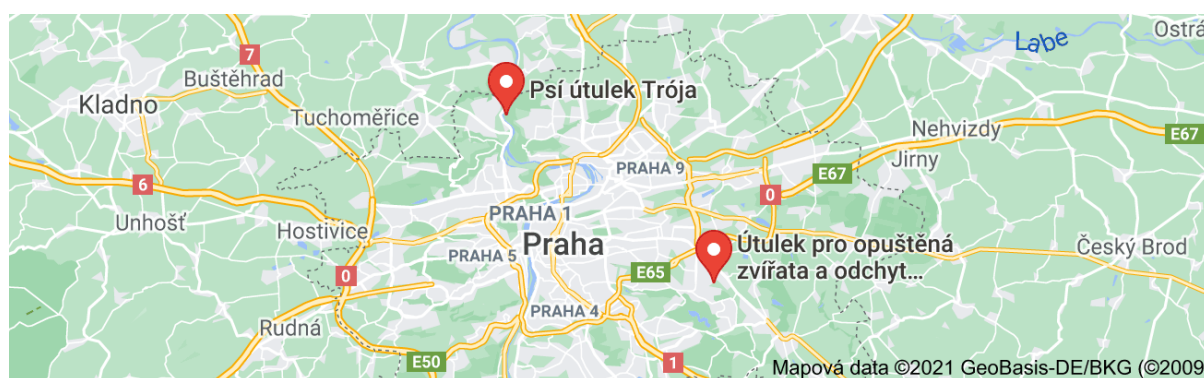 Labe
Ostrá
7
Buštěhrad
Kladno
Psí útulek Trója
Tuchoměřice
0
Nehvizdy
E67
Jirny
PRAHA 9
E67
6
0
Unhošť
Hostivice
PRAHA 1
Praha
PRAHA 5
Útulek pro opuštěná
zvířata a odchyt…
Český Brod
E65
0
PRAHA 4
Rudná
E50
1
Mapová data ©2021 GeoBasis-DE/BKG (©2009